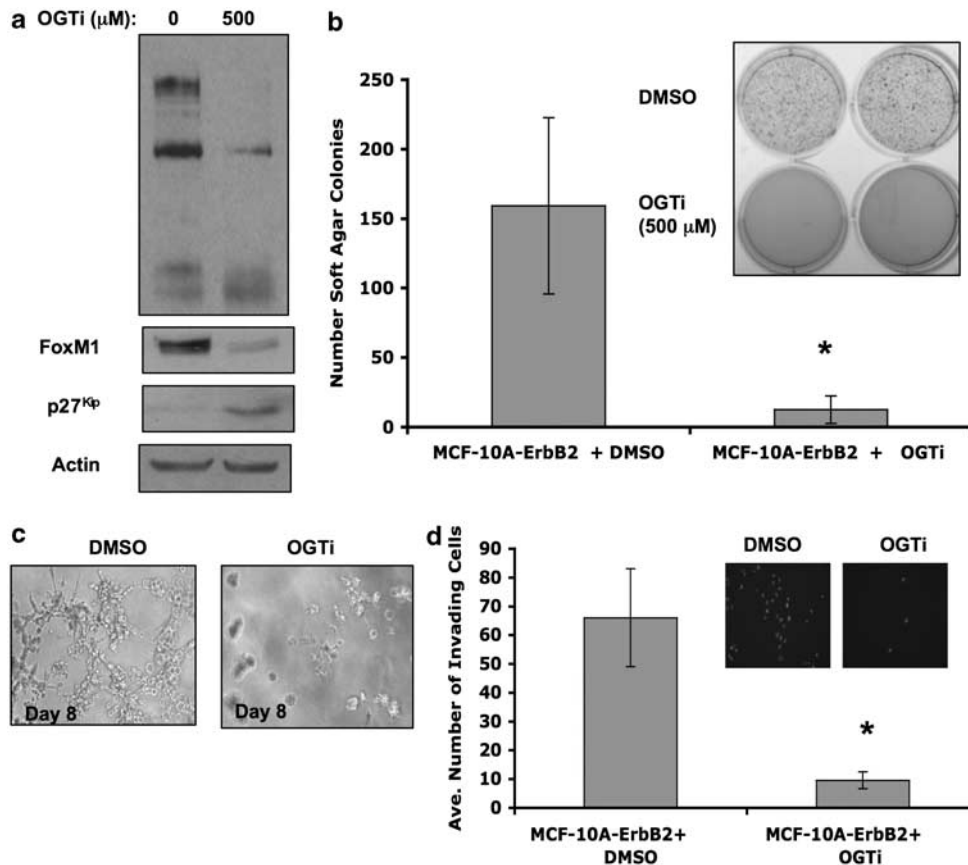 a
OGTi (μM): 0 500
FoxM1
p27Kip
Actin
b
Number Soft Agar Colonies
250
200
150
100
50
0
*
MCF-10A-ErbB2 + DMSO
MCF-10A-ErbB2 + OGTi
DMSO
OGTi
(500 μM)
c
DMSO
OGTi
Day 8
Day 8
d
Ave. Number of Invading Cells
90
80
70
60
50
40
30
20
10
0
*
DMSO
OGTi
MCF-10A-ErbB2+
DMSO
MCF-10A-ErbB2+
OGTi